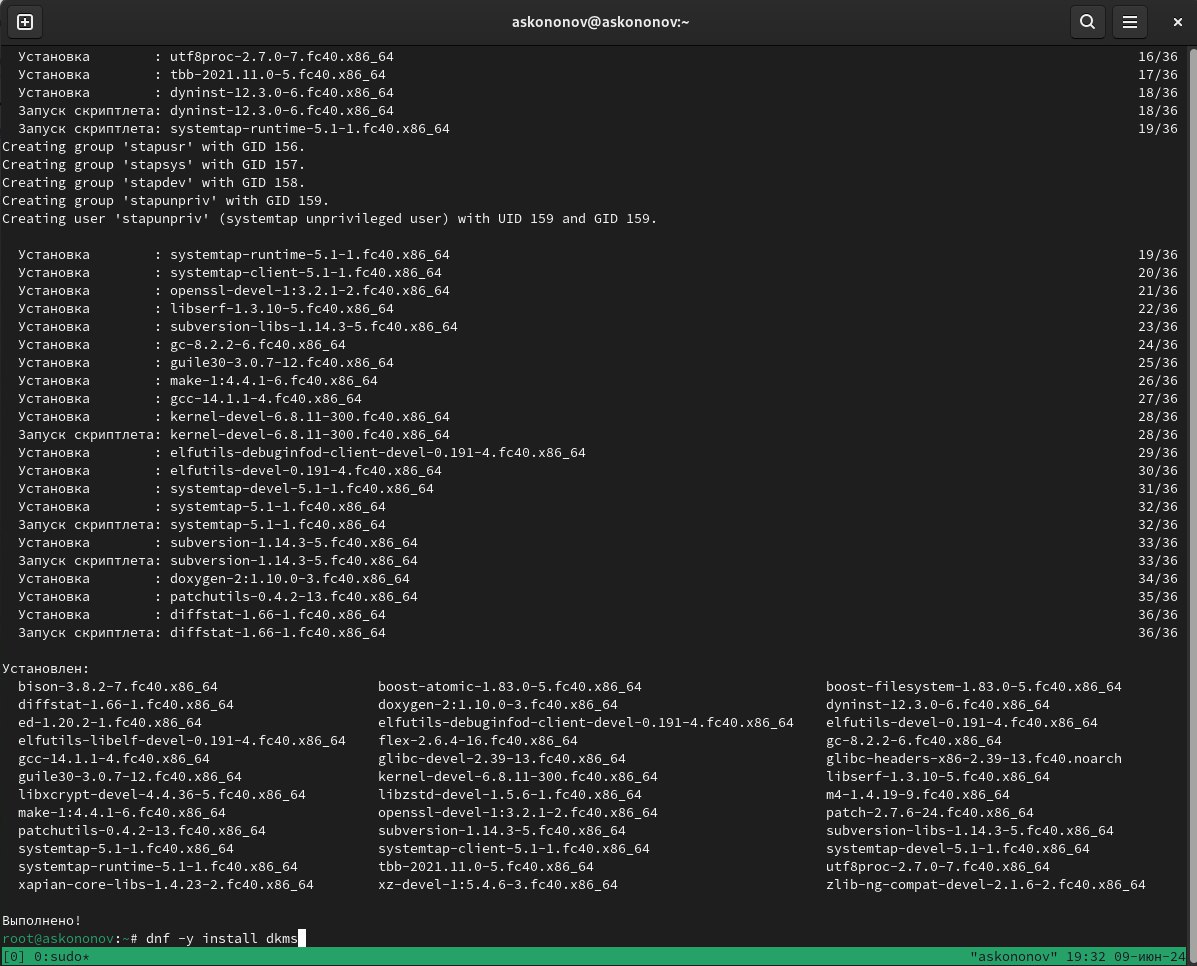 askononov@askononov:~
  Установка        : utf8proc-2.7.0-7.fc40.x86_64 16/36
  Установка        : tbb-2021.11.0-5.fc40.x86_64 17/36
  Установка        : dyninst-12.3.0-6.fc40.x86_64 18/36
  Запуск скриптлета: dyninst-12.3.0-6.fc40.x86_64 18/36
  Запуск скриптлета: systemtap-runtime-5.1-1.fc40.x86_64 19/36
Creating group 'stapusr' with GID 156.
Creating group 'stapsys' with GID 157.
Creating group 'stapdev' with GID 158.
Creating group 'stapunpriv' with GID 159.
Creating user 'stapunpriv' (systemtap unprivileged user) with UID 159 and GID 159.
  Установка        : systemtap-runtime-5.1-1.fc40.x86_64 19/36
  Установка        : systemtap-client-5.1-1.fc40.x86_64 20/36
  Установка        : openssl-devel-1:3.2.1-2.fc40.x86_64 21/36
  Установка        : libserf-1.3.10-5.fc40.x86_64 22/36
  Установка        : subversion-libs-1.14.3-5.fc40.x86_64 23/36
  Установка        : gc-8.2.2-6.fc40.x86_64 24/36
  Установка        : guile30-3.0.7-12.fc40.x86_64 25/36
  Установка        : make-1:4.4.1-6.fc40.x86_64 26/36
  Установка        : gcc-14.1.1-4.fc40.x86_64 27/36
  Установка        : kernel-devel-6.8.11-300.fc40.x86_64 28/36
  Запуск скриптлета: kernel-devel-6.8.11-300.fc40.x86_64 28/36
  Установка        : elfutils-debuginfod-client-devel-0.191-4.fc40.x86_64 29/36
  Установка        : elfutils-devel-0.191-4.fc40.x86_64 30/36
  Установка        : systemtap-devel-5.1-1.fc40.x86_64 31/36
  Установка        : systemtap-5.1-1.fc40.x86_64 32/36
  Запуск скриптлета: systemtap-5.1-1.fc40.x86_64 32/36
  Установка        : subversion-1.14.3-5.fc40.x86_64 33/36
  Запуск скриптлета: subversion-1.14.3-5.fc40.x86_64 33/36
  Установка        : doxygen-2:1.10.0-3.fc40.x86_64 34/36
  Установка        : patchutils-0.4.2-13.fc40.x86_64 35/36
  Установка        : diffstat-1.66-1.fc40.x86_64 36/36
  Запуск скриптлета: diffstat-1.66-1.fc40.x86_64 36/36
Установлен:
  bison-3.8.2-7.fc40.x86_64 boost-atomic-1.83.0-5.fc40.x86_64 boost-filesystem-1.83.0-5.fc40.x86_64
  diffstat-1.66-1.fc40.x86_64 doxygen-2:1.10.0-3.fc40.x86_64 dyninst-12.3.0-6.fc40.x86_64
  ed-1.20.2-1.fc40.x86_64 elfutils-debuginfod-client-devel-0.191-4.fc40.x86_64 elfutils-devel-0.191-4.fc40.x86_64
  elfutils-libelf-devel-0.191-4.fc40.x86_64 flex-2.6.4-16.fc40.x86_64 gc-8.2.2-6.fc40.x86_64
  gcc-14.1.1-4.fc40.x86_64 glibc-devel-2.39-13.fc40.x86_64 glibc-headers-x86-2.39-13.fc40.noarch
  guile30-3.0.7-12.fc40.x86_64 kernel-devel-6.8.11-300.fc40.x86_64 libserf-1.3.10-5.fc40.x86_64
  libxcrypt-devel-4.4.36-5.fc40.x86_64 libzstd-devel-1.5.6-1.fc40.x86_64 m4-1.4.19-9.fc40.x86_64
  make-1:4.4.1-6.fc40.x86_64 openssl-devel-1:3.2.1-2.fc40.x86_64 patch-2.7.6-24.fc40.x86_64
  patchutils-0.4.2-13.fc40.x86_64 subversion-1.14.3-5.fc40.x86_64 subversion-libs-1.14.3-5.fc40.x86_64
  systemtap-5.1-1.fc40.x86_64 systemtap-client-5.1-1.fc40.x86_64 systemtap-devel-5.1-1.fc40.x86_64
  systemtap-runtime-5.1-1.fc40.x86_64 tbb-2021.11.0-5.fc40.x86_64 utf8proc-2.7.0-7.fc40.x86_64
  xapian-core-libs-1.4.23-2.fc40.x86_64 xz-devel-1:5.4.6-3.fc40.x86_64 zlib-ng-compat-devel-2.1.6-2.fc40.x86_64
Выполнено!
root@askononov:~# dnf -y install dkms
[0] 0:sudo* "askononov" 19:32 09-июн-24